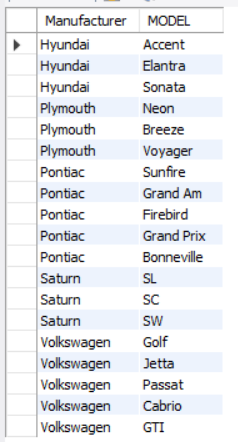 Manufacturer MODEL
Hyundai Accent
Hyundai Elantra
Hyundai Sonata
Plymouth Neon
Plymouth Breeze
Plymouth Voyager
Pontiac Sunfire
Pontiac Grand Am
Pontiac Firebird
Pontiac Grand Prix
Pontiac Bonneville
Saturn SL
Saturn SC
Saturn SW
Volkswagen Golf
Volkswagen Jetta
Volkswagen Passat
Volkswagen Cabrio
Volkswagen GTI